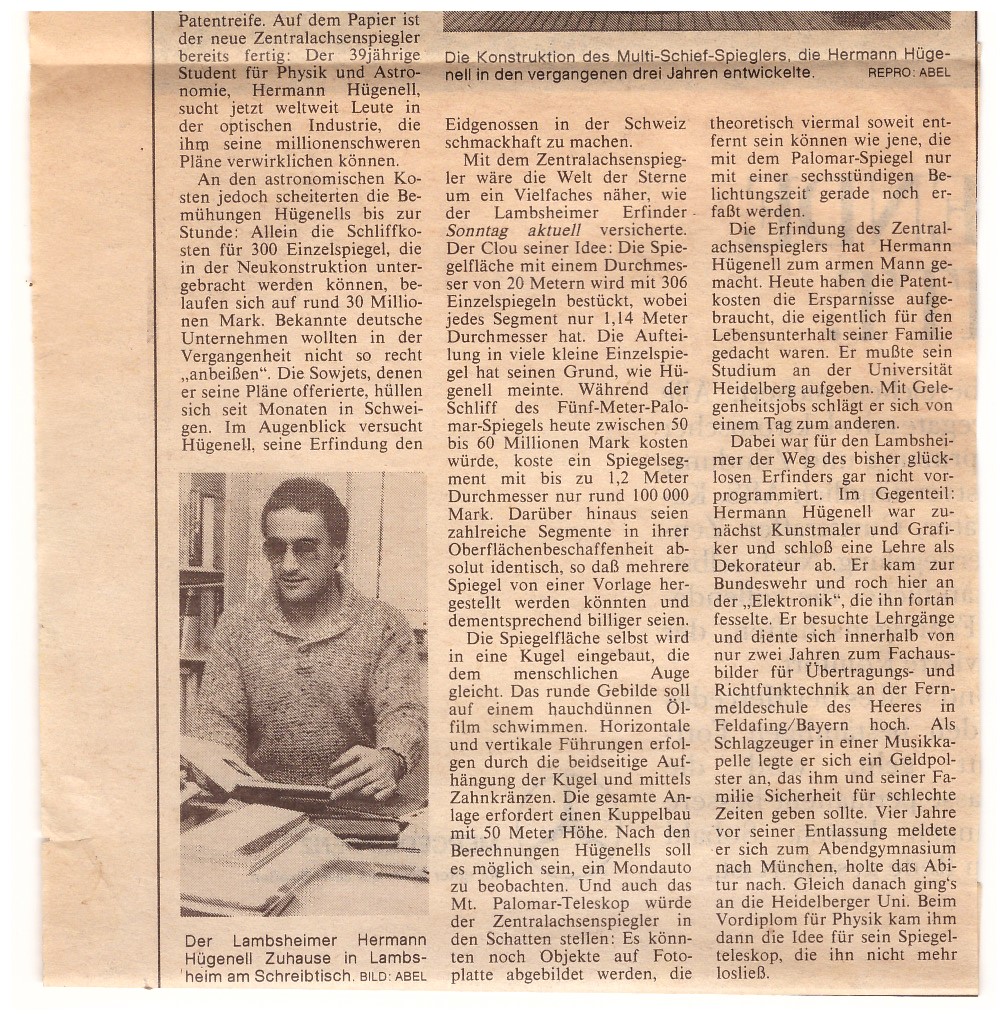 Patentreife. Auf dem Papier ist
der neue Zentralachsenspiegler
bereits fertig: Der 39jährige
Student für Physik und Astro-
nomie, Hermann Hügenell,
sucht jetzt weltweit Leute in
der optischen Industrie, die
ihm seine millionenschweren
Pläne verwirklichen können.
An den astronomischen Ko-
sten jedoch scheiterten die Be-
mühungen Hügenells bis zur
Stunde: Allein die Schliffko-
sten für 300 Einzelspiegel, die
in der Neukonstruktion unter-
gebracht werden können, be-
laufen sich auf rund 30 Millio-
nen Mark. Bekannte deutsche
Unternehmen wollten in der
Vergangenheit nicht so recht
„anbeißen“. Die Sowjets, denen
er seine Pläne offerierte, hüllen
sich seit Monaten in Schwei-
gen. Im Augenblick versucht
Hügenell, seine Erfindung den
Der Lambsheimer Hermann
Hügenell Zuhause in Lambs-
heim am Schreibtisch. BILD: ABEL
Die Konstruktion des Multi-Schief-Spieglers, die Hermann Hüge-
nell in den vergangenen drei Jahren entwickelte. REPRO: ABEL
Eidgenossen in der Schweiz
schmackhaft zu machen.
Mit dem Zentralachsenspieg-
ler wäre die Welt der Sterne
um ein Vielfaches näher, wie
der Lambsheimer Erfinder
Sonntag aktuell versicherte.
Der Clou seiner Idee: Die Spie-
gelfläche mit einem Durchmes-
ser von 20 Metern wird mit 306
Einzelspiegeln bestückt, wobei
jedes Segment nur 1,14 Meter
Durchmesser hat. Die Auftei-
lung in viele kleine Einzelspie-
gel hat seinen Grund, wie Hü-
genell meinte. Während der
Schliff des Fünf-Meter-Palo-
mar-Spiegels heute zwischen 50
bis 60 Millionen Mark kosten
würde, koste ein Spiegelseg-
ment mit bis zu 1,2 Meter
Durchmesser nur rund 100 000
Mark. Darüber hinaus seien
zahlreiche Segmente in ihrer
Oberflächenbeschaffenheit ab-
solut identisch, so daß mehrere
Spiegel von einer Vorlage her-
gestellt werden könnten und
dementsprechend billiger seien.
Die Spiegelfläche selbst wird
in eine Kugel eingebaut, die
dem menschlichen Auge
gleicht. Das runde Gebilde soll
auf einem hauchdünnen Öl-
film schwimmen. Horizontale
und vertikale Führungen erfol-
gen durch die beidseitige Auf-
hängung der Kugel und mittels
Zahnkränzen. Die gesamte An-
lage erfordert einen Kuppelbau
mit 50 Meter Höhe. Nach den
Berechnungen Hügenells soll
es möglich sein, ein Mondauto
zu beobachten. Und auch das
Mt. Palomar-Teleskop würde
der Zentralachsenspiegler in
den Schatten stellen: Es könn-
ten noch Objekte auf Foto-
platte abgebildet werden, die
theoretisch viermal soweit ent-
fernt sein können wie jene, die
mit dem Palomar-Spiegel nur
mit einer sechsstündigen Be-
lichtungszeit gerade noch er-
faßt werden.
Die Erfindung des Zentral-
achsenspieglers hat Hermann
Hügenell zum armen Mann ge-
macht. Heute haben die Patent-
kosten die Ersparnisse aufge-
braucht, die eigentlich für den
Lebensunterhalt seiner Familie
gedacht waren. Er mußte sein
Studium an der Universität
Heidelberg aufgeben. Mit Gele-
genheitsjobs schlägt er sich von
einem Tag zum anderen.
Dabei war für den Lambshei-
mer der Weg des bisher glück-
losen Erfinders gar nicht vor-
programmiert. Im Gegenteil:
Hermann Hügenell war zu-
nächst Kunstmaler und Grafi-
ker und schloß eine Lehre als
Dekorateur ab. Er kam zur
Bundeswehr und roch hier an
der „Elektronik“, die ihn fortan
fesselte. Er besuchte Lehrgänge
und diente sich innerhalb von
nur zwei Jahren zum Fachaus-
bilder für Übertragungs- und
Richtfunktechnik an der Fern-
meldeschule des Heeres in
Feldafing/Bayern hoch. Als
Schlagzeuger in einer Musikka-
pelle legte er sich ein Geldpol-
ster an, das ihm und seiner Fa-
milie Sicherheit für schlechte
Zeiten geben sollte. Vier Jahre
vor seiner Entlassung meldete
er sich zum Abendgymnasium
nach München, holte das Abi-
tur nach. Gleich danach ging's
an die Heidelberger Uni. Beim
Vordiplom für Physik kam ihm
dann die Idee für sein Spiegel-
teleskop, die ihn nicht mehr
losließ.